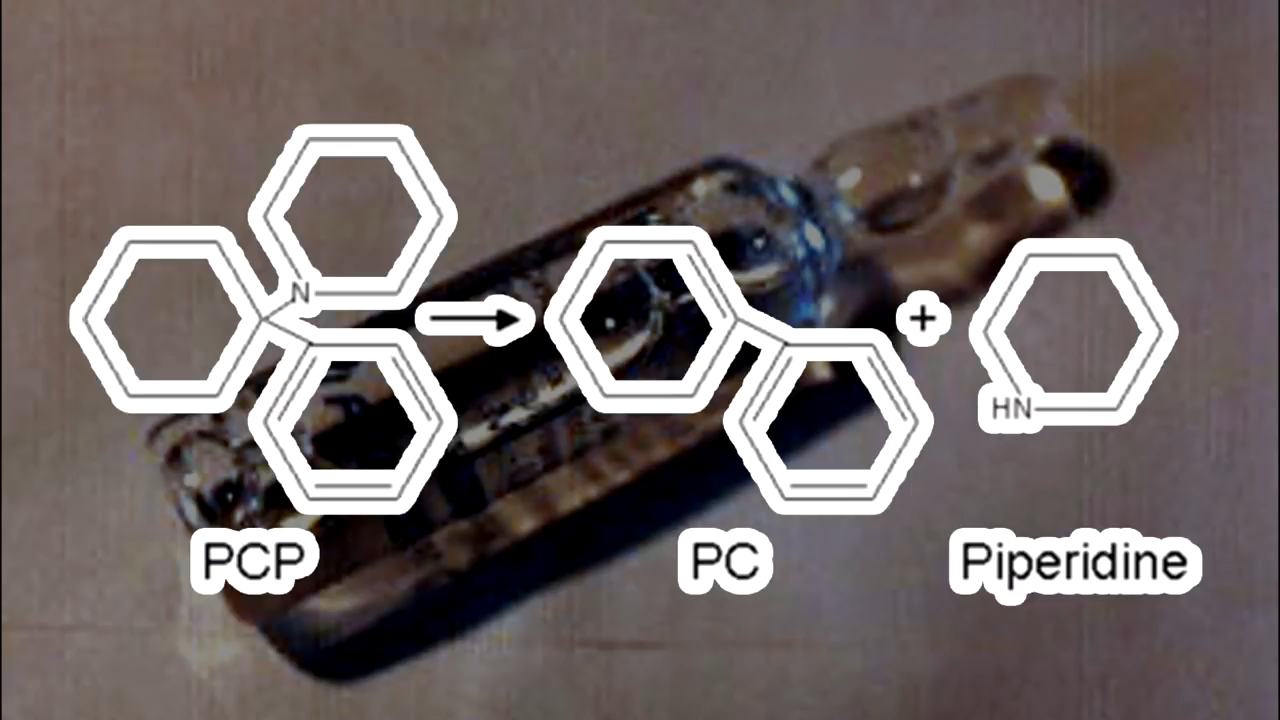 N
→
+
HN
PCP
PC
Piperidine